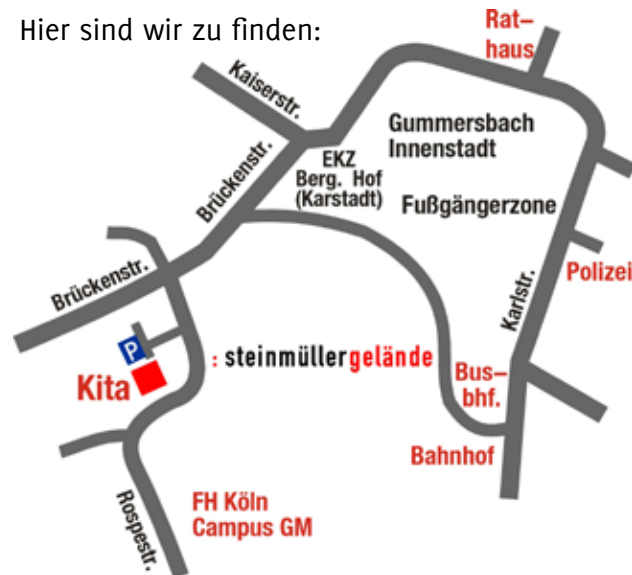 Hier sind wir zu finden:
Rat–
haus
Kaiserstr.
Gummersbach
Innenstadt
EKZ
Berg. Hof
(Karstadt)
Brückenstr.
Fußgängerzone
Polizei
Brückenstr.
Karlstr.
P
: steinmüllergelände
Kita
Bus–
bhf.
Bahnhof
FH Köln
Campus GM
Rospestr.